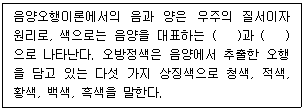 음양오행이론에서의 음과 양은 우주의 질서이자
원리로, 색으로는 음양을 대표하는 (   )과 (   )
으로 나타난다. 오방정색은 음양에서 추출한 오행
을 담고 있는 다섯 가지 상징색으로 청색, 적색,
황색, 백색, 흑색을 말한다.